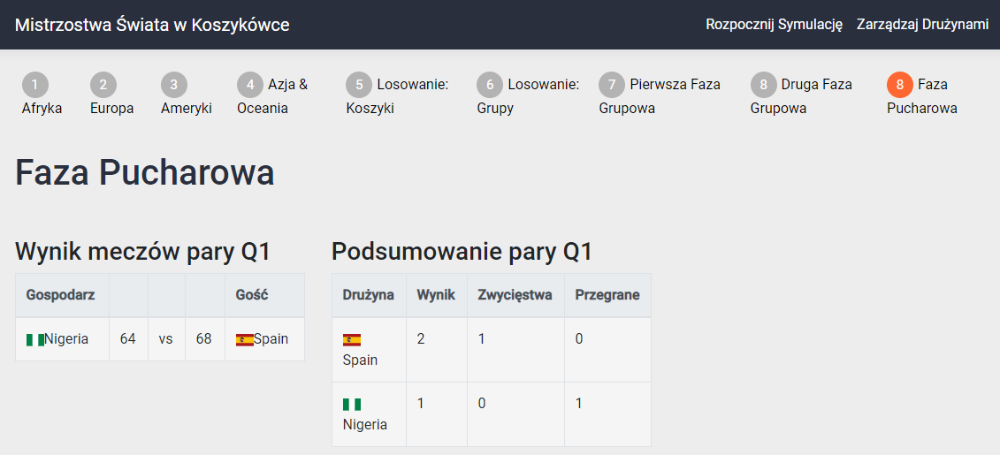 Mistrzostwa Świata w Koszykówce
Rozpocznij Symulację Zarządzaj Drużynami
1 Afryka
2 Europa
3 Ameryki
4 Azja &
Oceania
5 Losowanie:
Koszyki
6 Losowanie:
Grupy
7 Pierwsza Faza
Grupowa
8 Druga Faza
Grupowa
8 Faza
Pucharowa
Faza Pucharowa
Wynik meczów pary Q1
Gospodarz Gość
Nigeria 64 vs 68 Spain
Podsumowanie pary Q1
Drużyna Wynik Zwycięstwa Przegrane
Spain 2 1 0
Nigeria 1 0 1